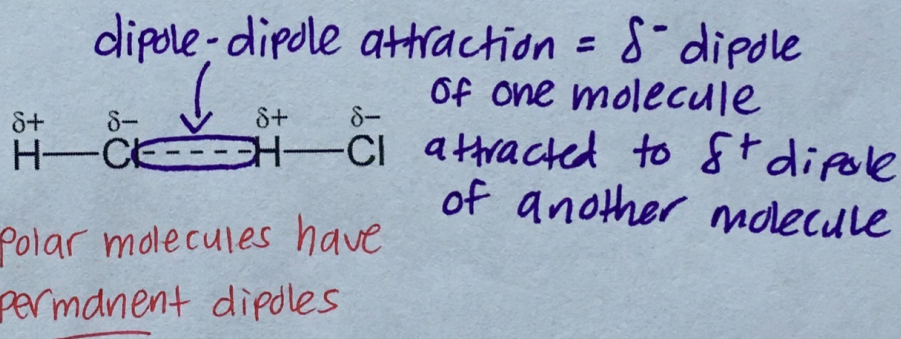 dipole-dipole attraction = δ⁻ dipole
of one molecule
attracted to δ⁺ dipole
of another molecule
δ+ δ− δ+ δ−
H—Cl-----H—Cl
polar molecules have
permanent dipoles